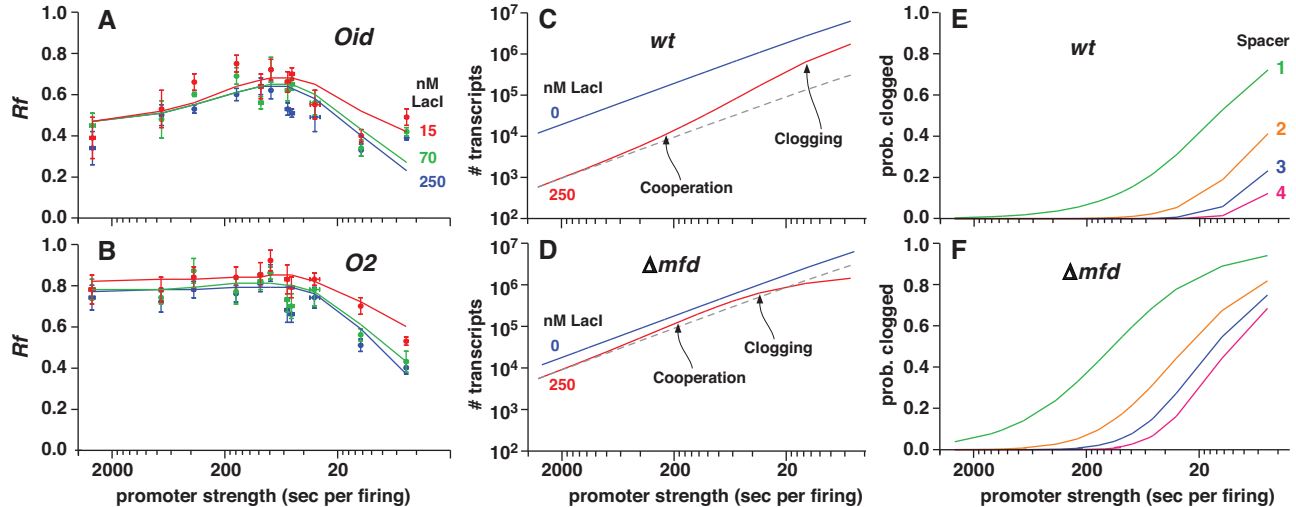 A
Oid
Rf
1.0
0.8
0.6
0.4
0.2
0.0
nM
LacI
15
70
250
B
O2
Rf
1.0
0.8
0.6
0.4
0.2
0.0
2000
200
20
promoter strength (sec per firing)
C
wt
# transcripts
10^7
10^6
10^5
10^4
10^3
10^2
nM LacI
0
250
Cooperation
Clogging
D
Δmfd
# transcripts
10^7
10^6
10^5
10^4
10^3
10^2
nM LacI
0
250
Cooperation
Clogging
2000
200
20
promoter strength (sec per firing)
E
wt
prob. clogged
1.0
0.8
0.6
0.4
0.2
0.0
Spacer
1
2
3
4
F
Δmfd
prob. clogged
1.0
0.8
0.6
0.4
0.2
0.0
2000
200
20
promoter strength (sec per firing)